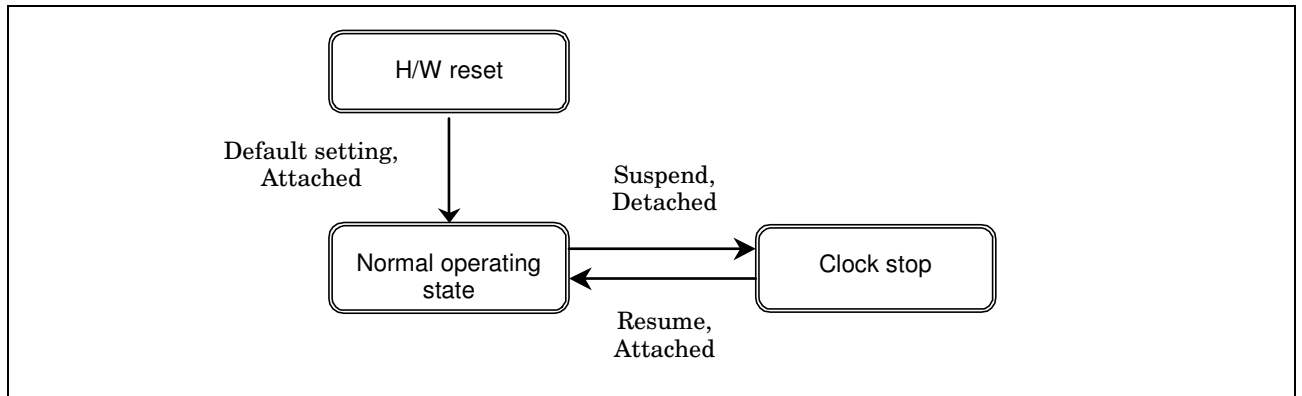 H/W reset
Default setting,
Attached
Suspend,
Detached
Normal operating
state
Clock stop
Resume,
Attached